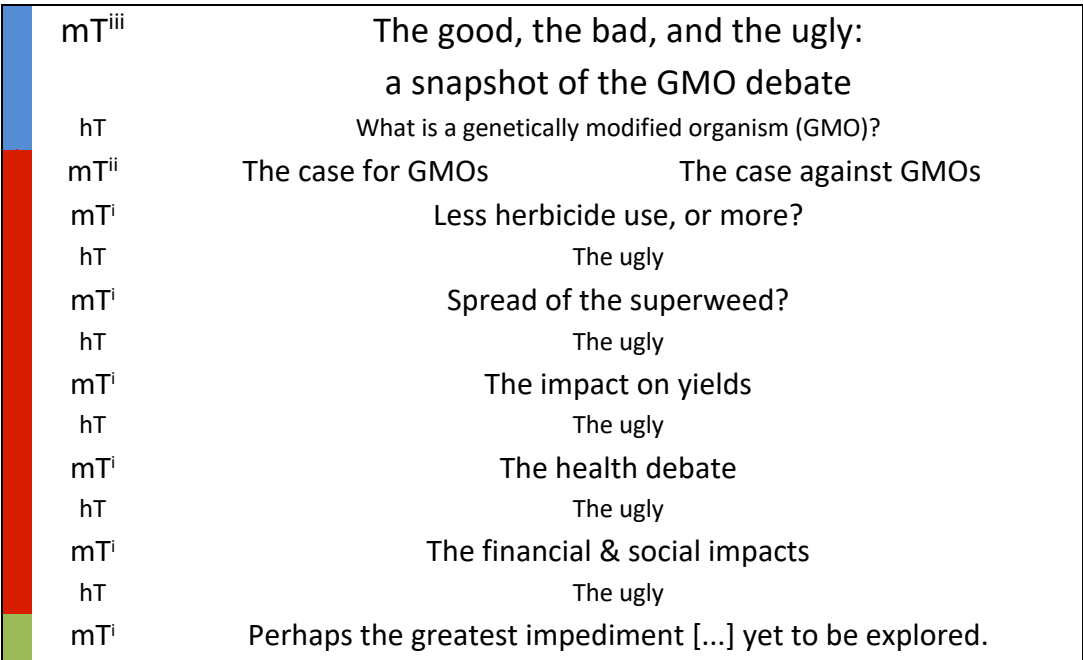 mTiii The good, the bad, and the ugly:
a snapshot of the GMO debate
hT What is a genetically modified organism (GMO)?
mTii The case for GMOs The case against GMOs
mTi Less herbicide use, or more?
hT The ugly
mTi Spread of the superweed?
hT The ugly
mTi The impact on yields
hT The ugly
mTi The health debate
hT The ugly
mTi The financial & social impacts
hT The ugly
mTi Perhaps the greatest impediment [...] yet to be explored.